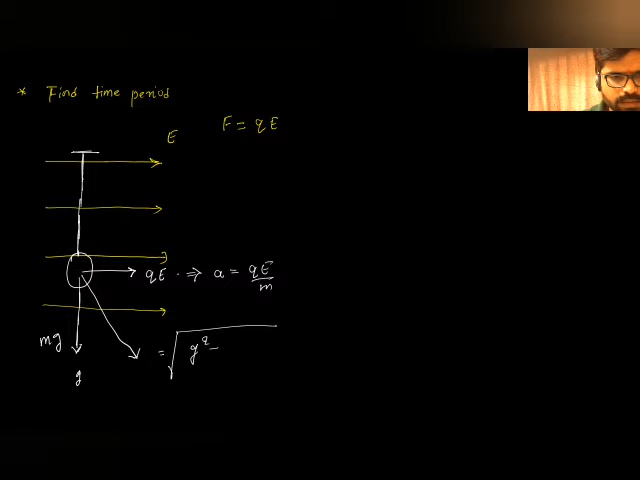 * Find time period
E F = qE
qE ⇒ a = qE/m
mg = √g² −
g